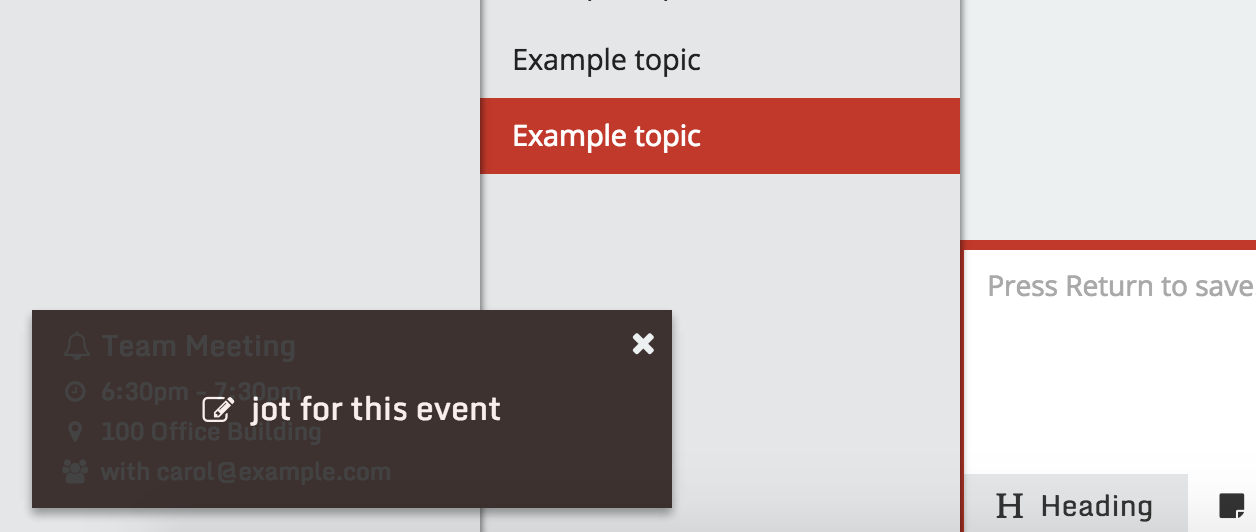 Example topic
Example topic
Press Return to save
Team Meeting
6:30pm - 7:30pm
jot for this event
100 Office Building
with carol@example.com
H Heading